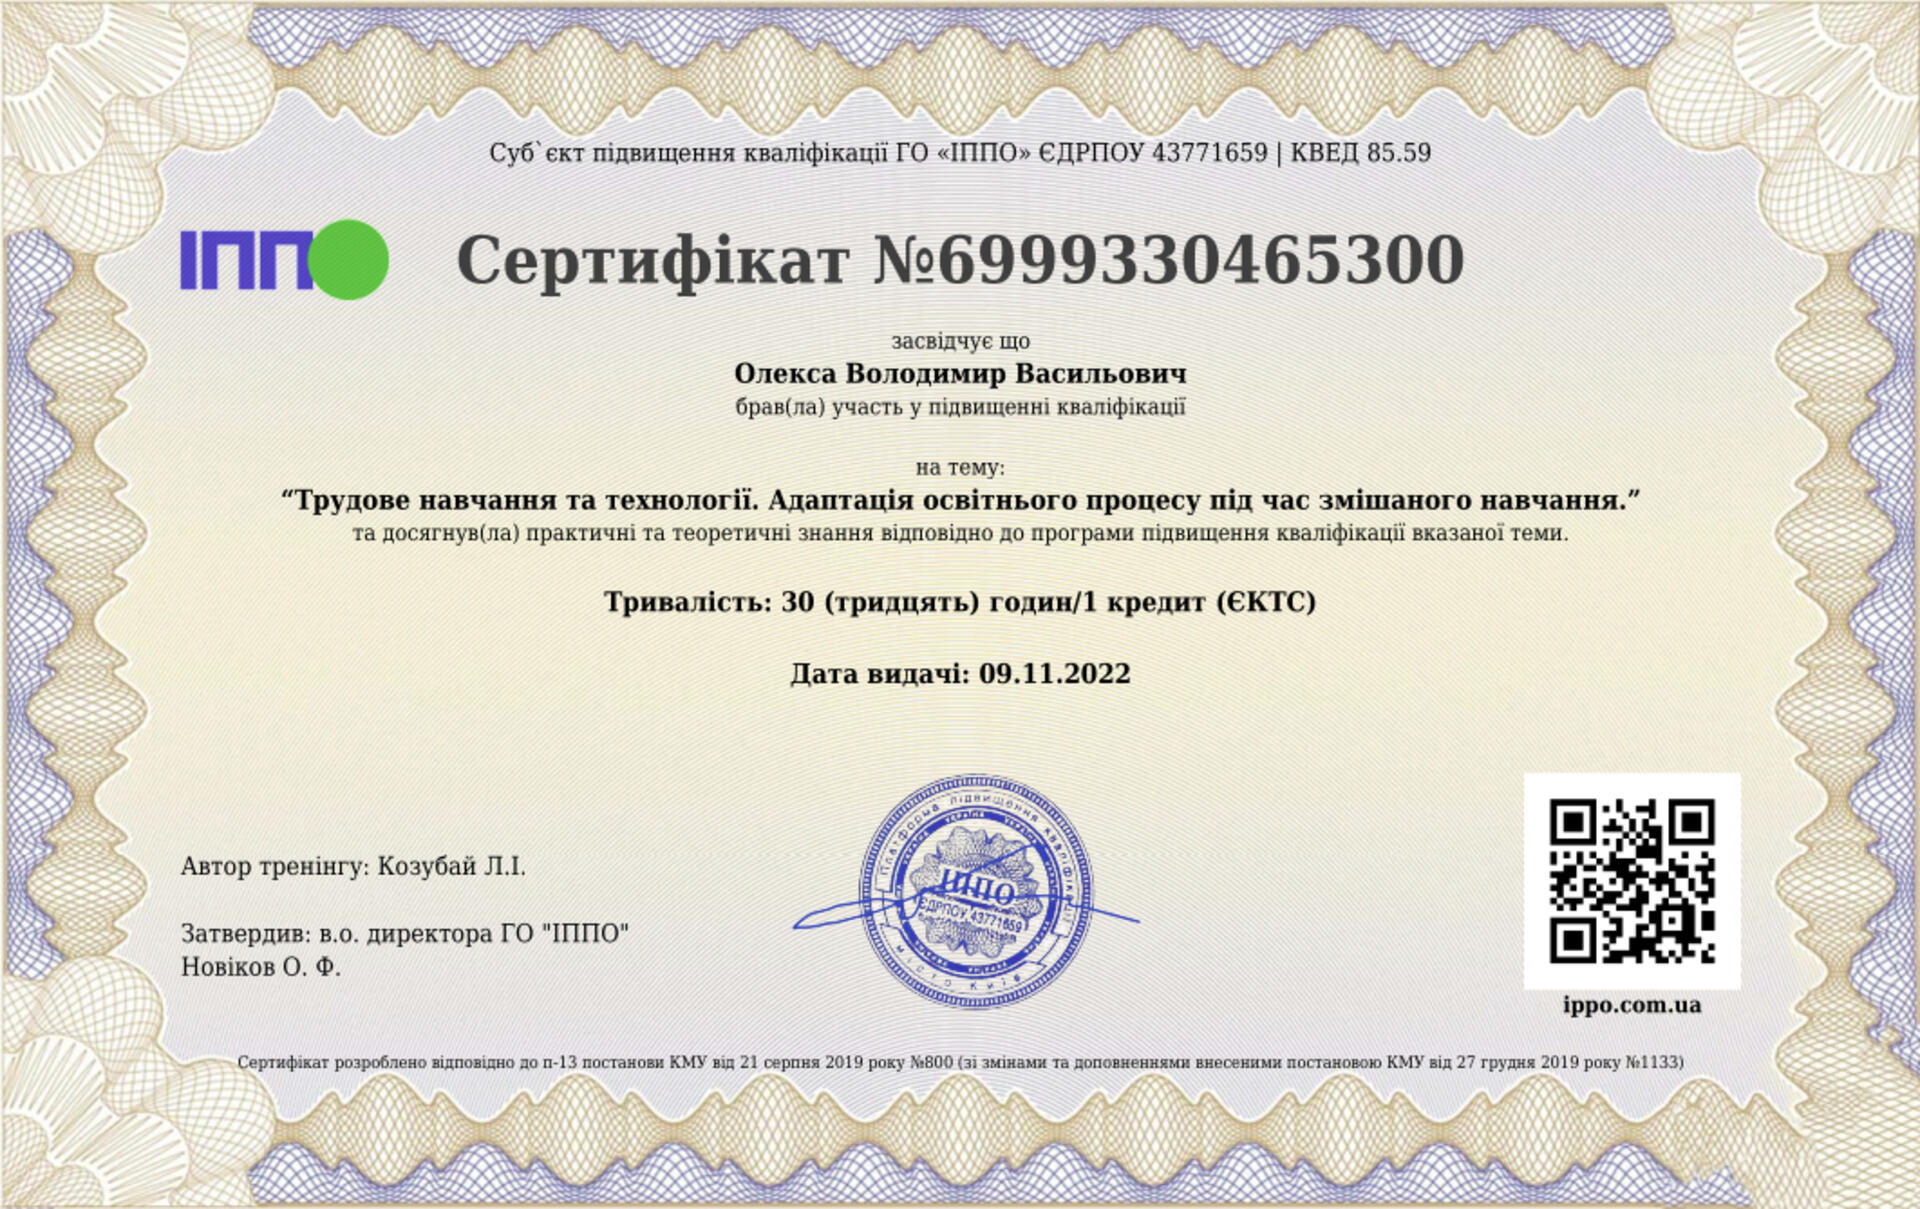 Суб`єкт підвищення кваліфікації ГО «ІППО» ЄДРПОУ 43771659 | КВЕД 85.59
ІПП
Сертифікат №6999330465300
засвідчує що
Олекса Володимир Васильович
брав(ла) участь у підвищенні кваліфікації
на тему:
“Трудове навчання та технології. Адаптація освітнього процесу під час змішаного навчання.”
та досягнув(ла) практичні та теоретичні знання відповідно до програми підвищення кваліфікації вказаної теми.
Тривалість: 30 (тридцять) годин/1 кредит (ЄКТС)
Дата видачі: 09.11.2022
Автор тренінгу: Козубай Л.І.
Затвердив: в.о. директора ГО "ІППО"
Новіков О. Ф.
Платформа підвищення кваліфікації
УКРАЇНА
ІППО
ЄДРПОУ 43771659
місто Київ
ippo.com.ua
Сертифікат розроблено відповідно до п-13 постанови КМУ від 21 серпня 2019 року №800 (зі змінами та доповненнями внесеними постановою КМУ від 27 грудня 2019 року №1133)